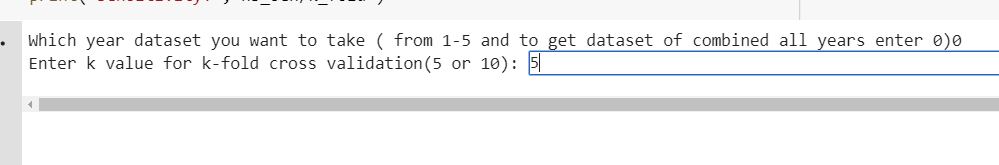 Which year dataset you want to take ( from 1-5 and to get dataset of combined all years enter 0)0
Enter k value for k-fold cross validation(5 or 10): 5